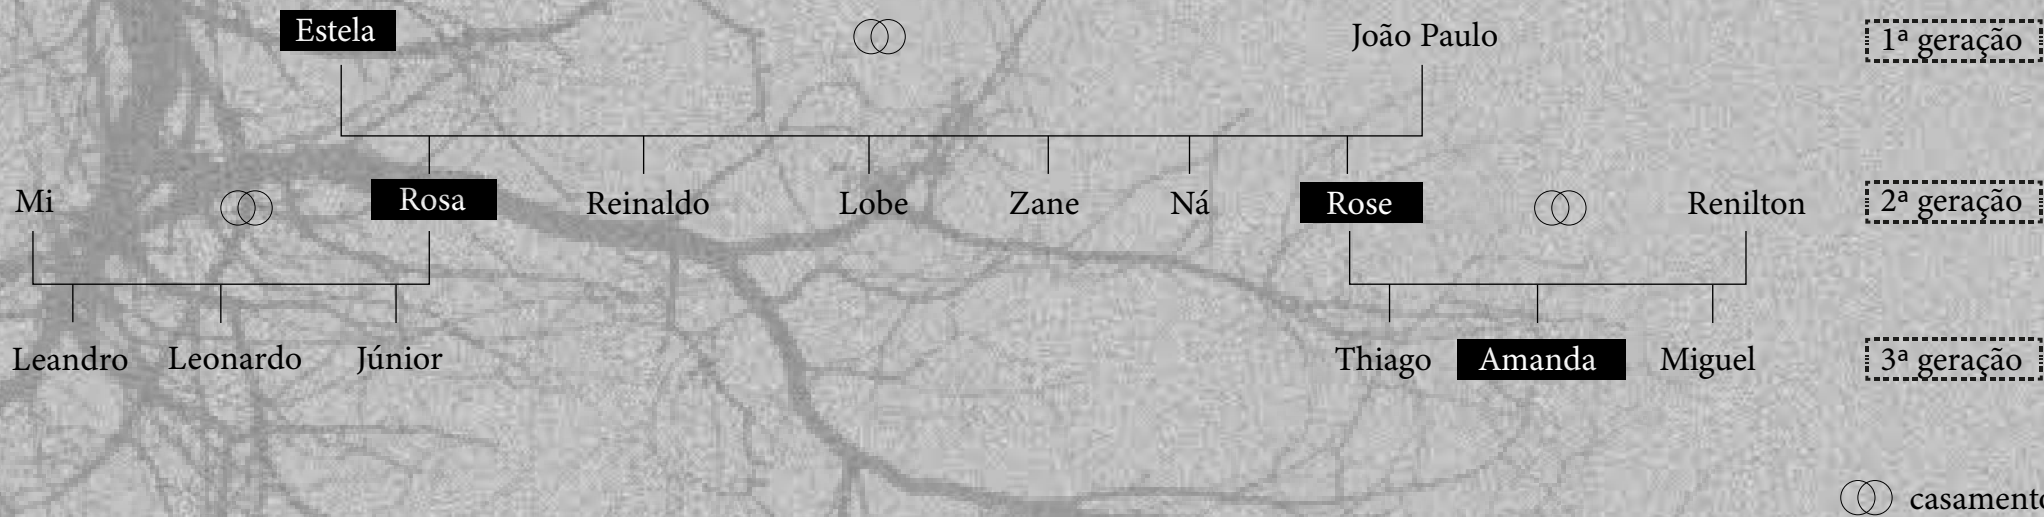 Estela João Paulo 1ª geração
Mi Rosa Reinaldo Lobe Zane Ná Rose Renilton 2ª geração
Leandro Leonardo Júnior Thiago Amanda Miguel 3ª geração
casamento